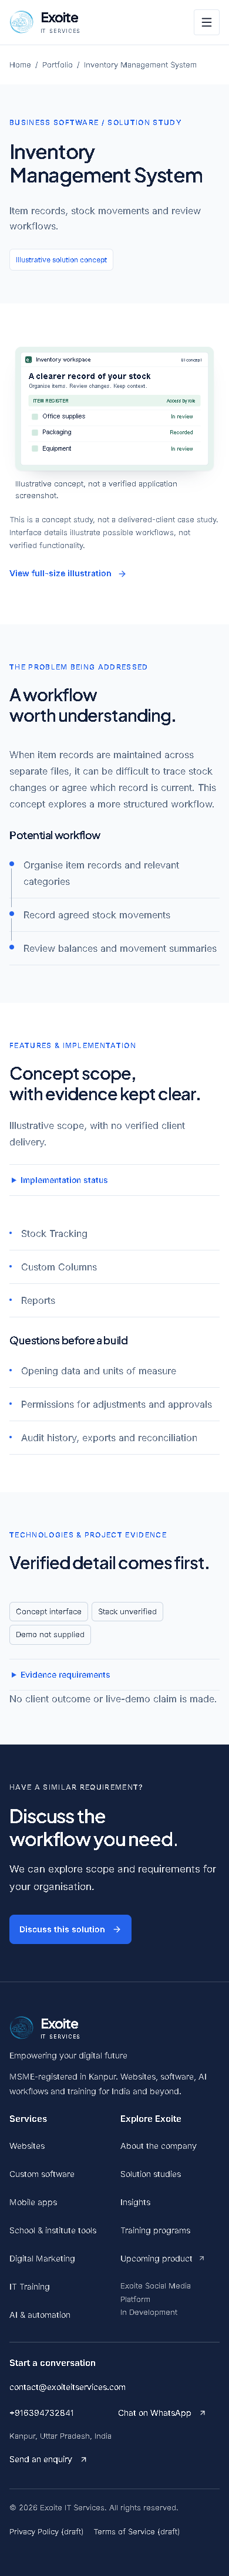 Exoite
IT SERVICES
Home / Portfolio / Inventory Management System
BUSINESS SOFTWARE / SOLUTION STUDY
Inventory
Management System
Item records, stock movements and review
workflows.
Illustrative solution concept
Inventory workspace
UI concept
A clearer record of your stock
Organise items. Review changes. Keep context.
ITEM REGISTER
Access by role
Office supplies
In review
Packaging
Recorded
Equipment
In review
Illustrative concept, not a verified application
screenshot.
This is a concept study, not a delivered-client case study.
Interface details illustrate possible workflows, not
verified functionality.
View full-size illustration →
THE PROBLEM BEING ADDRESSED
A workflow
worth understanding.
When item records are maintained across
separate files, it can be difficult to trace stock
changes or agree which record is current. This
concept explores a more structured workflow.
Potential workflow
Organise item records and relevant
categories
Record agreed stock movements
Review balances and movement summaries
FEATURES & IMPLEMENTATION
Concept scope,
with evidence kept clear.
Illustrative scope, with no verified client
delivery.
Implementation status
Stock Tracking
Custom Columns
Reports
Questions before a build
Opening data and units of measure
Permissions for adjustments and approvals
Audit history, exports and reconciliation
TECHNOLOGIES & PROJECT EVIDENCE
Verified detail comes first.
Concept interface
Stack unverified
Demo not supplied
Evidence requirements
No client outcome or live-demo claim is made.
HAVE A SIMILAR REQUIREMENT?
Discuss the
workflow you need.
We can explore scope and requirements for
your organisation.
Discuss this solution →
Exoite
IT SERVICES
Empowering your digital future
MSME-registered in Kanpur. Websites, software, AI
workflows and training for India and beyond.
Services
Websites
Custom software
Mobile apps
School & institute tools
Digital Marketing
IT Training
AI & automation
Explore Exoite
About the company
Solution studies
Insights
Training programs
Upcoming product ↗
Exoite Social Media
Platform
In Development
Start a conversation
contact@exoiteitservices.com
+916394732841
Chat on WhatsApp ↗
Kanpur, Uttar Pradesh, India
Send an enquiry ↗
© 2026 Exoite IT Services. All rights reserved.
Privacy Policy (draft) Terms of Service (draft)